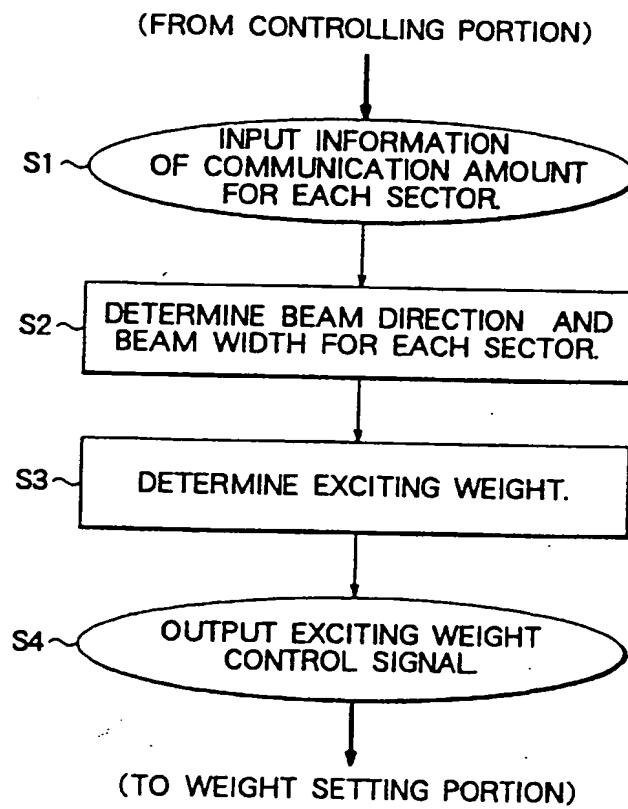 (FROM CONTROLLING PORTION)
S1
INPUT INFORMATION
OF COMMUNICATION AMOUNT
FOR EACH SECTOR.
S2
DETERMINE BEAM DIRECTION AND
BEAM WIDTH FOR EACH SECTOR.
S3
DETERMINE EXCITING WEIGHT.
S4
OUTPUT EXCITING WEIGHT
CONTROL SIGNAL
(TO WEIGHT SETTING PORTION)